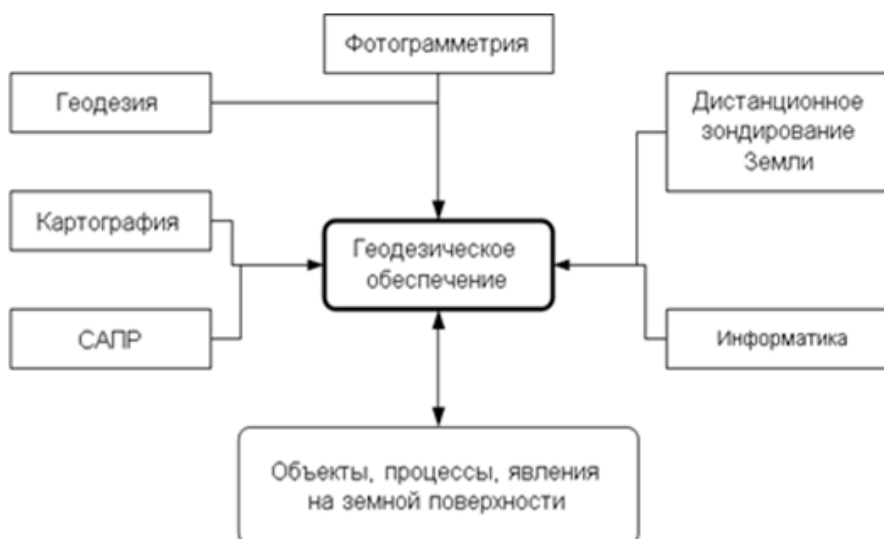 Фотограмметрия
Геодезия
Дистанционное
зондирование
Земли
Картография
Геодезическое
обеспечение
САПР
Информатика
Объекты, процессы, явления
на земной поверхности